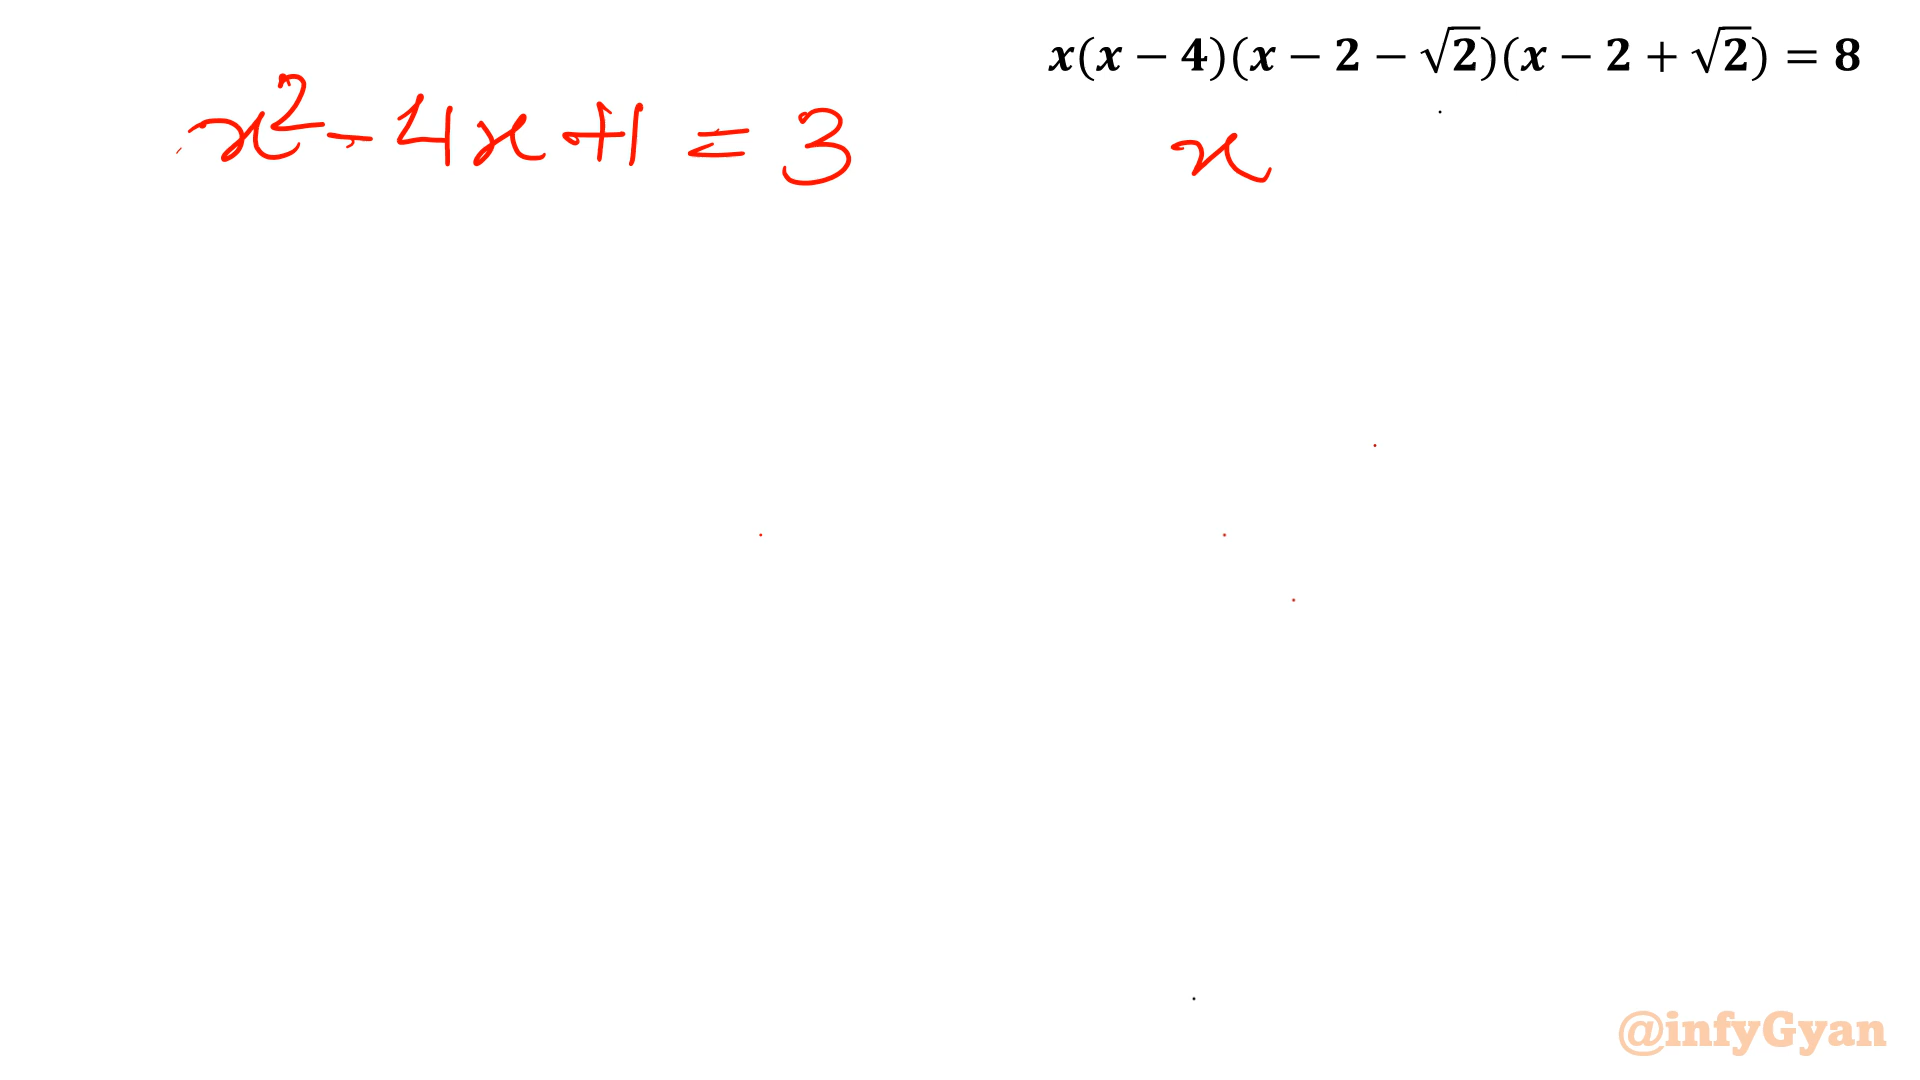 x(x − 4)(x − 2 − √2)(x − 2 + √2) = 8
x² - 4x + 1 = 3
x
@infyGyan